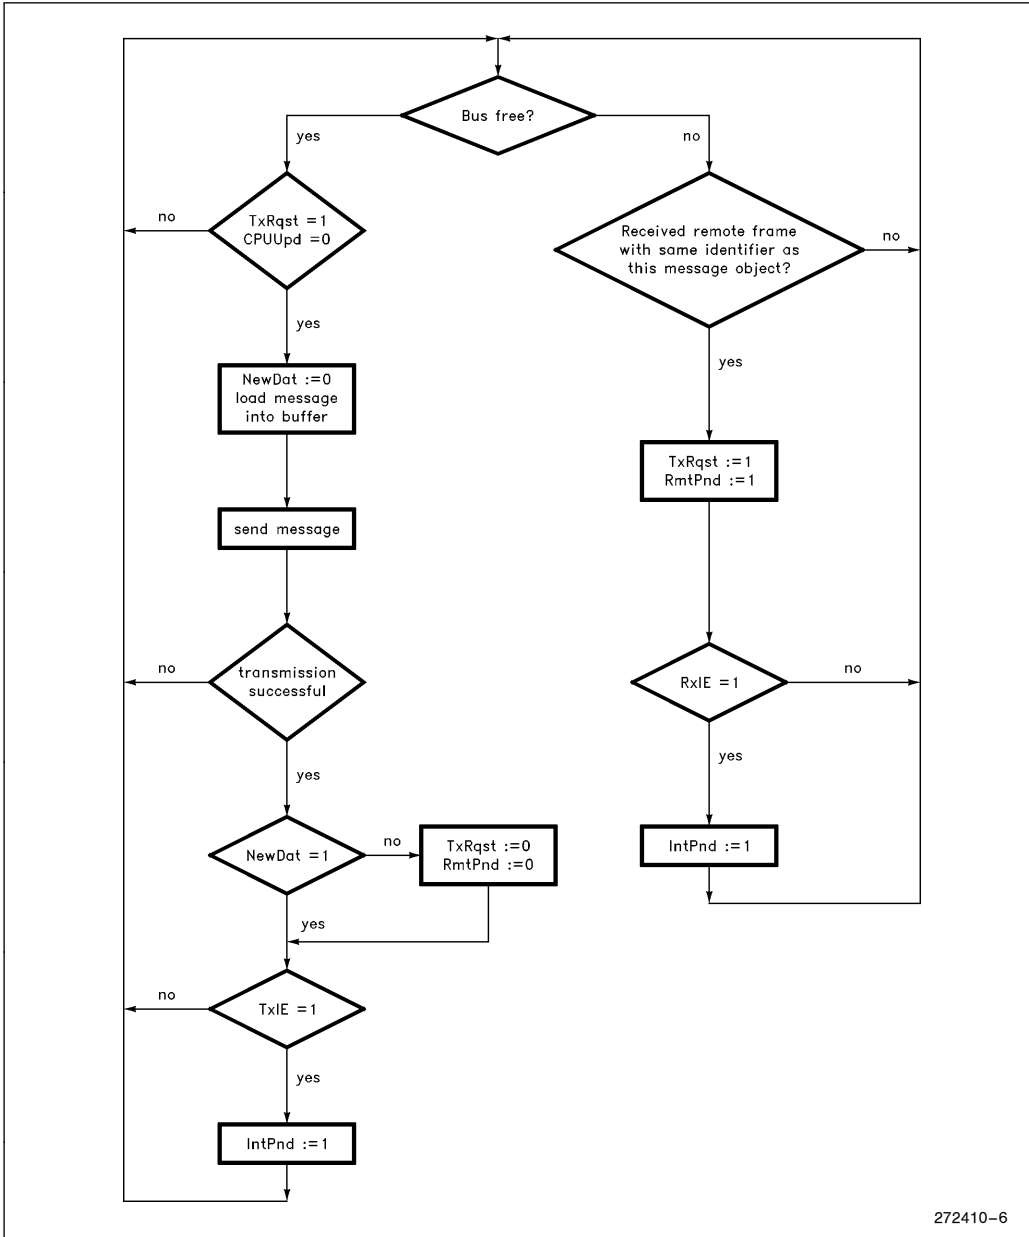 Bus free?
yes
no
TxRqst =1
CPUUpd =0
no
Received remote frame
with same identifier as
this message object?
no
yes
yes
NewDat :=0
load message
into buffer
TxRqst :=1
RmtPnd :=1
send message
transmission
successful
no
RxIE =1
no
yes
yes
NewDat =1
no
TxRqst :=0
RmtPnd :=0
IntPnd :=1
yes
TxIE =1
no
yes
IntPnd :=1
272410-6